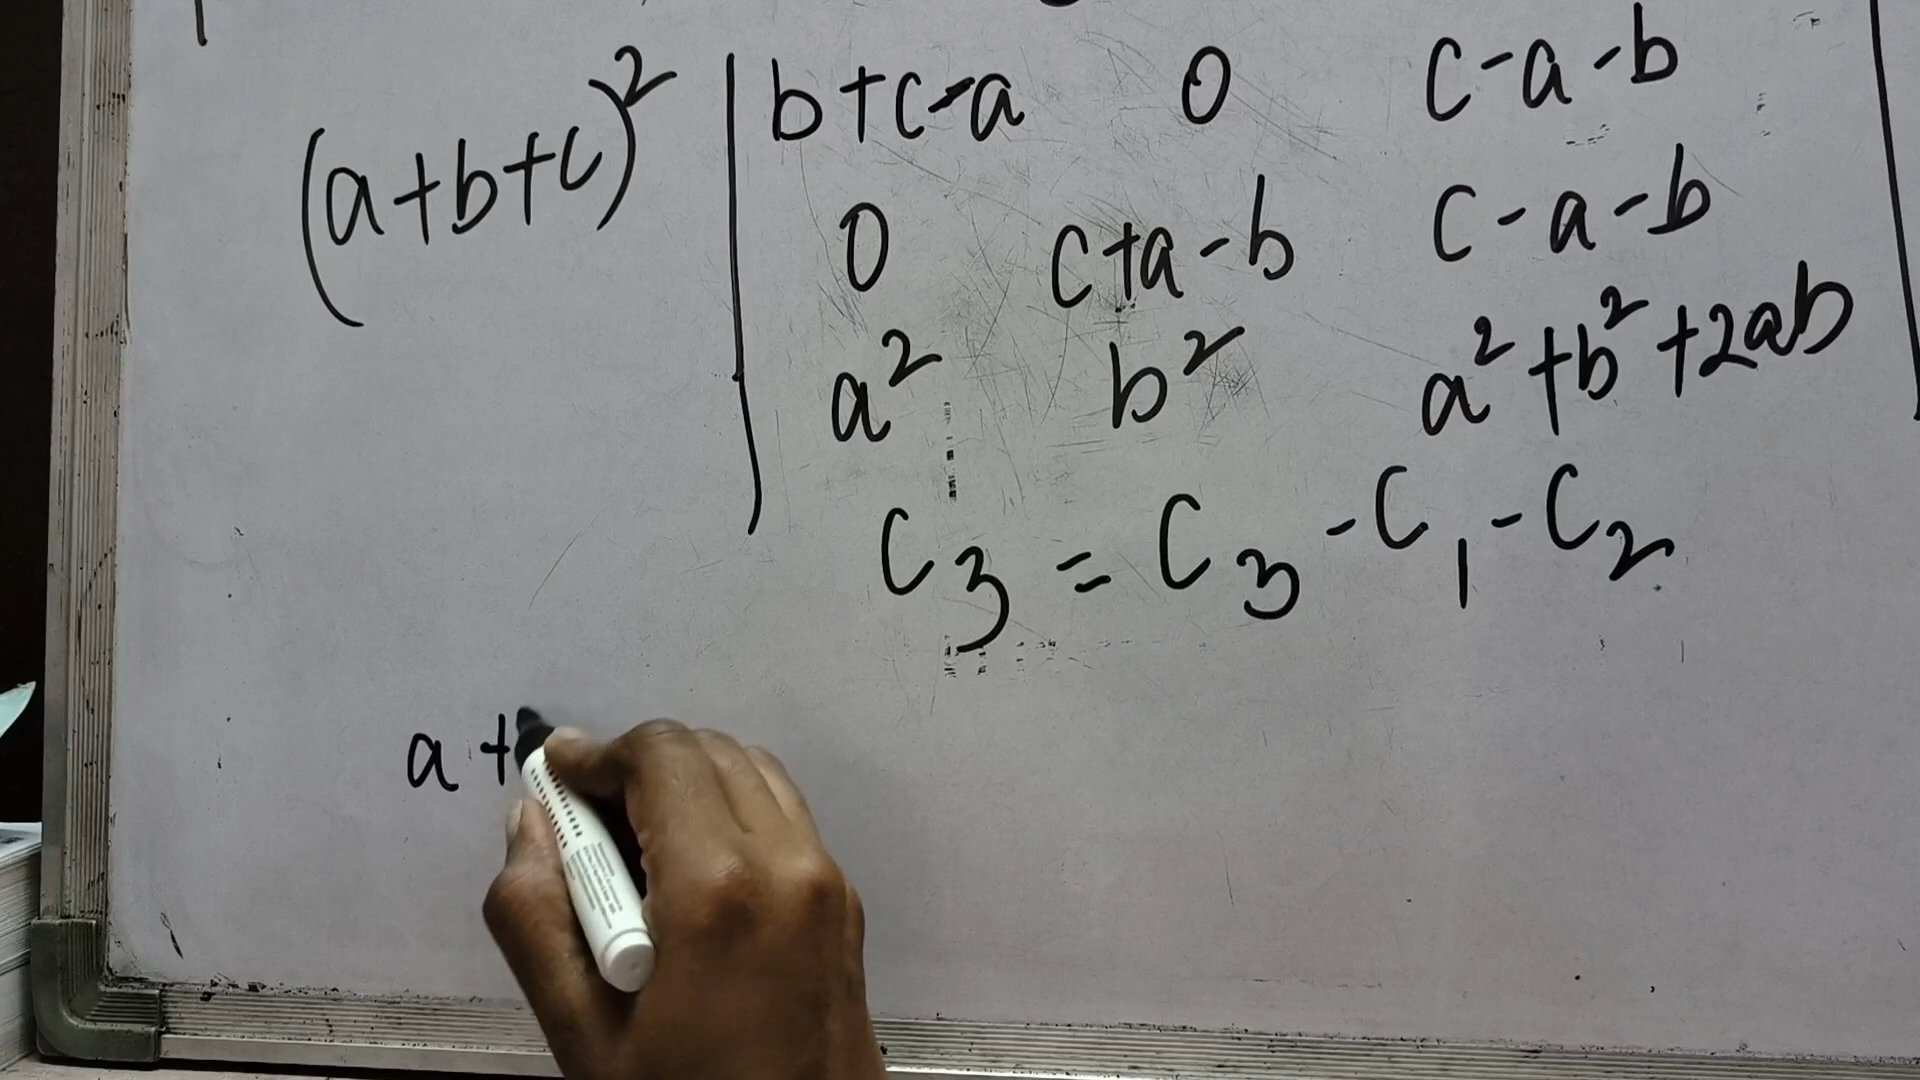 (a+b+c)² | b+c-a 0 c-a-b |
0 c+a-b c-a-b
a² b² a²+b²+2ab
C₃ = C₃ - C₁ - C₂
a +